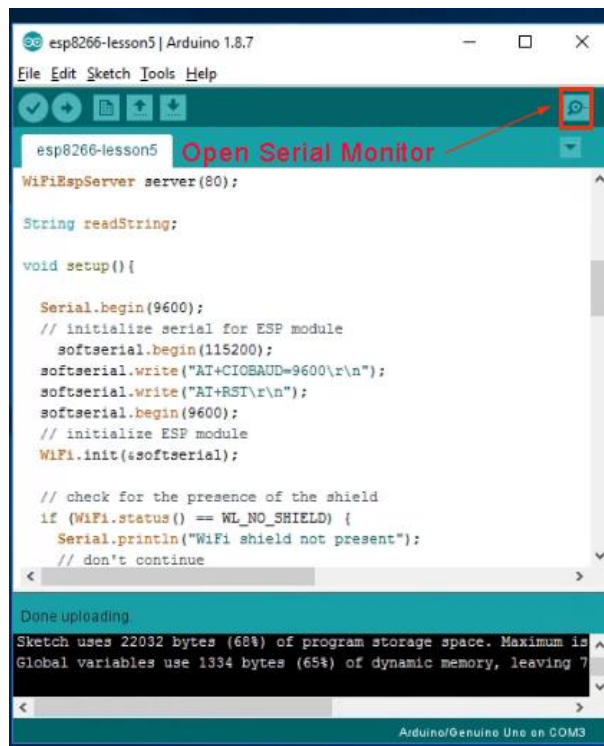 esp8266-lesson5 | Arduino 1.8.7
File Edit Sketch Tools Help
esp8266-lesson5
Open Serial Monitor
WiFiEspServer server(80);
String readString;
void setup(){
Serial.begin(9600);
// initialize serial for ESP module
softserial.begin(115200);
softserial.write("AT+CIOBAUD=9600\r\n");
softserial.write("AT+RST\r\n");
softserial.begin(9600);
// initialize ESP module
WiFi.init(&softserial);
// check for the presence of the shield
if (WiFi.status() == WL_NO_SHIELD) {
Serial.println("WiFi shield not present");
// don't continue
Done uploading.
Sketch uses 22032 bytes (68%) of program storage space. Maximum is
Global variables use 1334 bytes (65%) of dynamic memory, leaving 7
Arduino/Genuino Uno on COM3